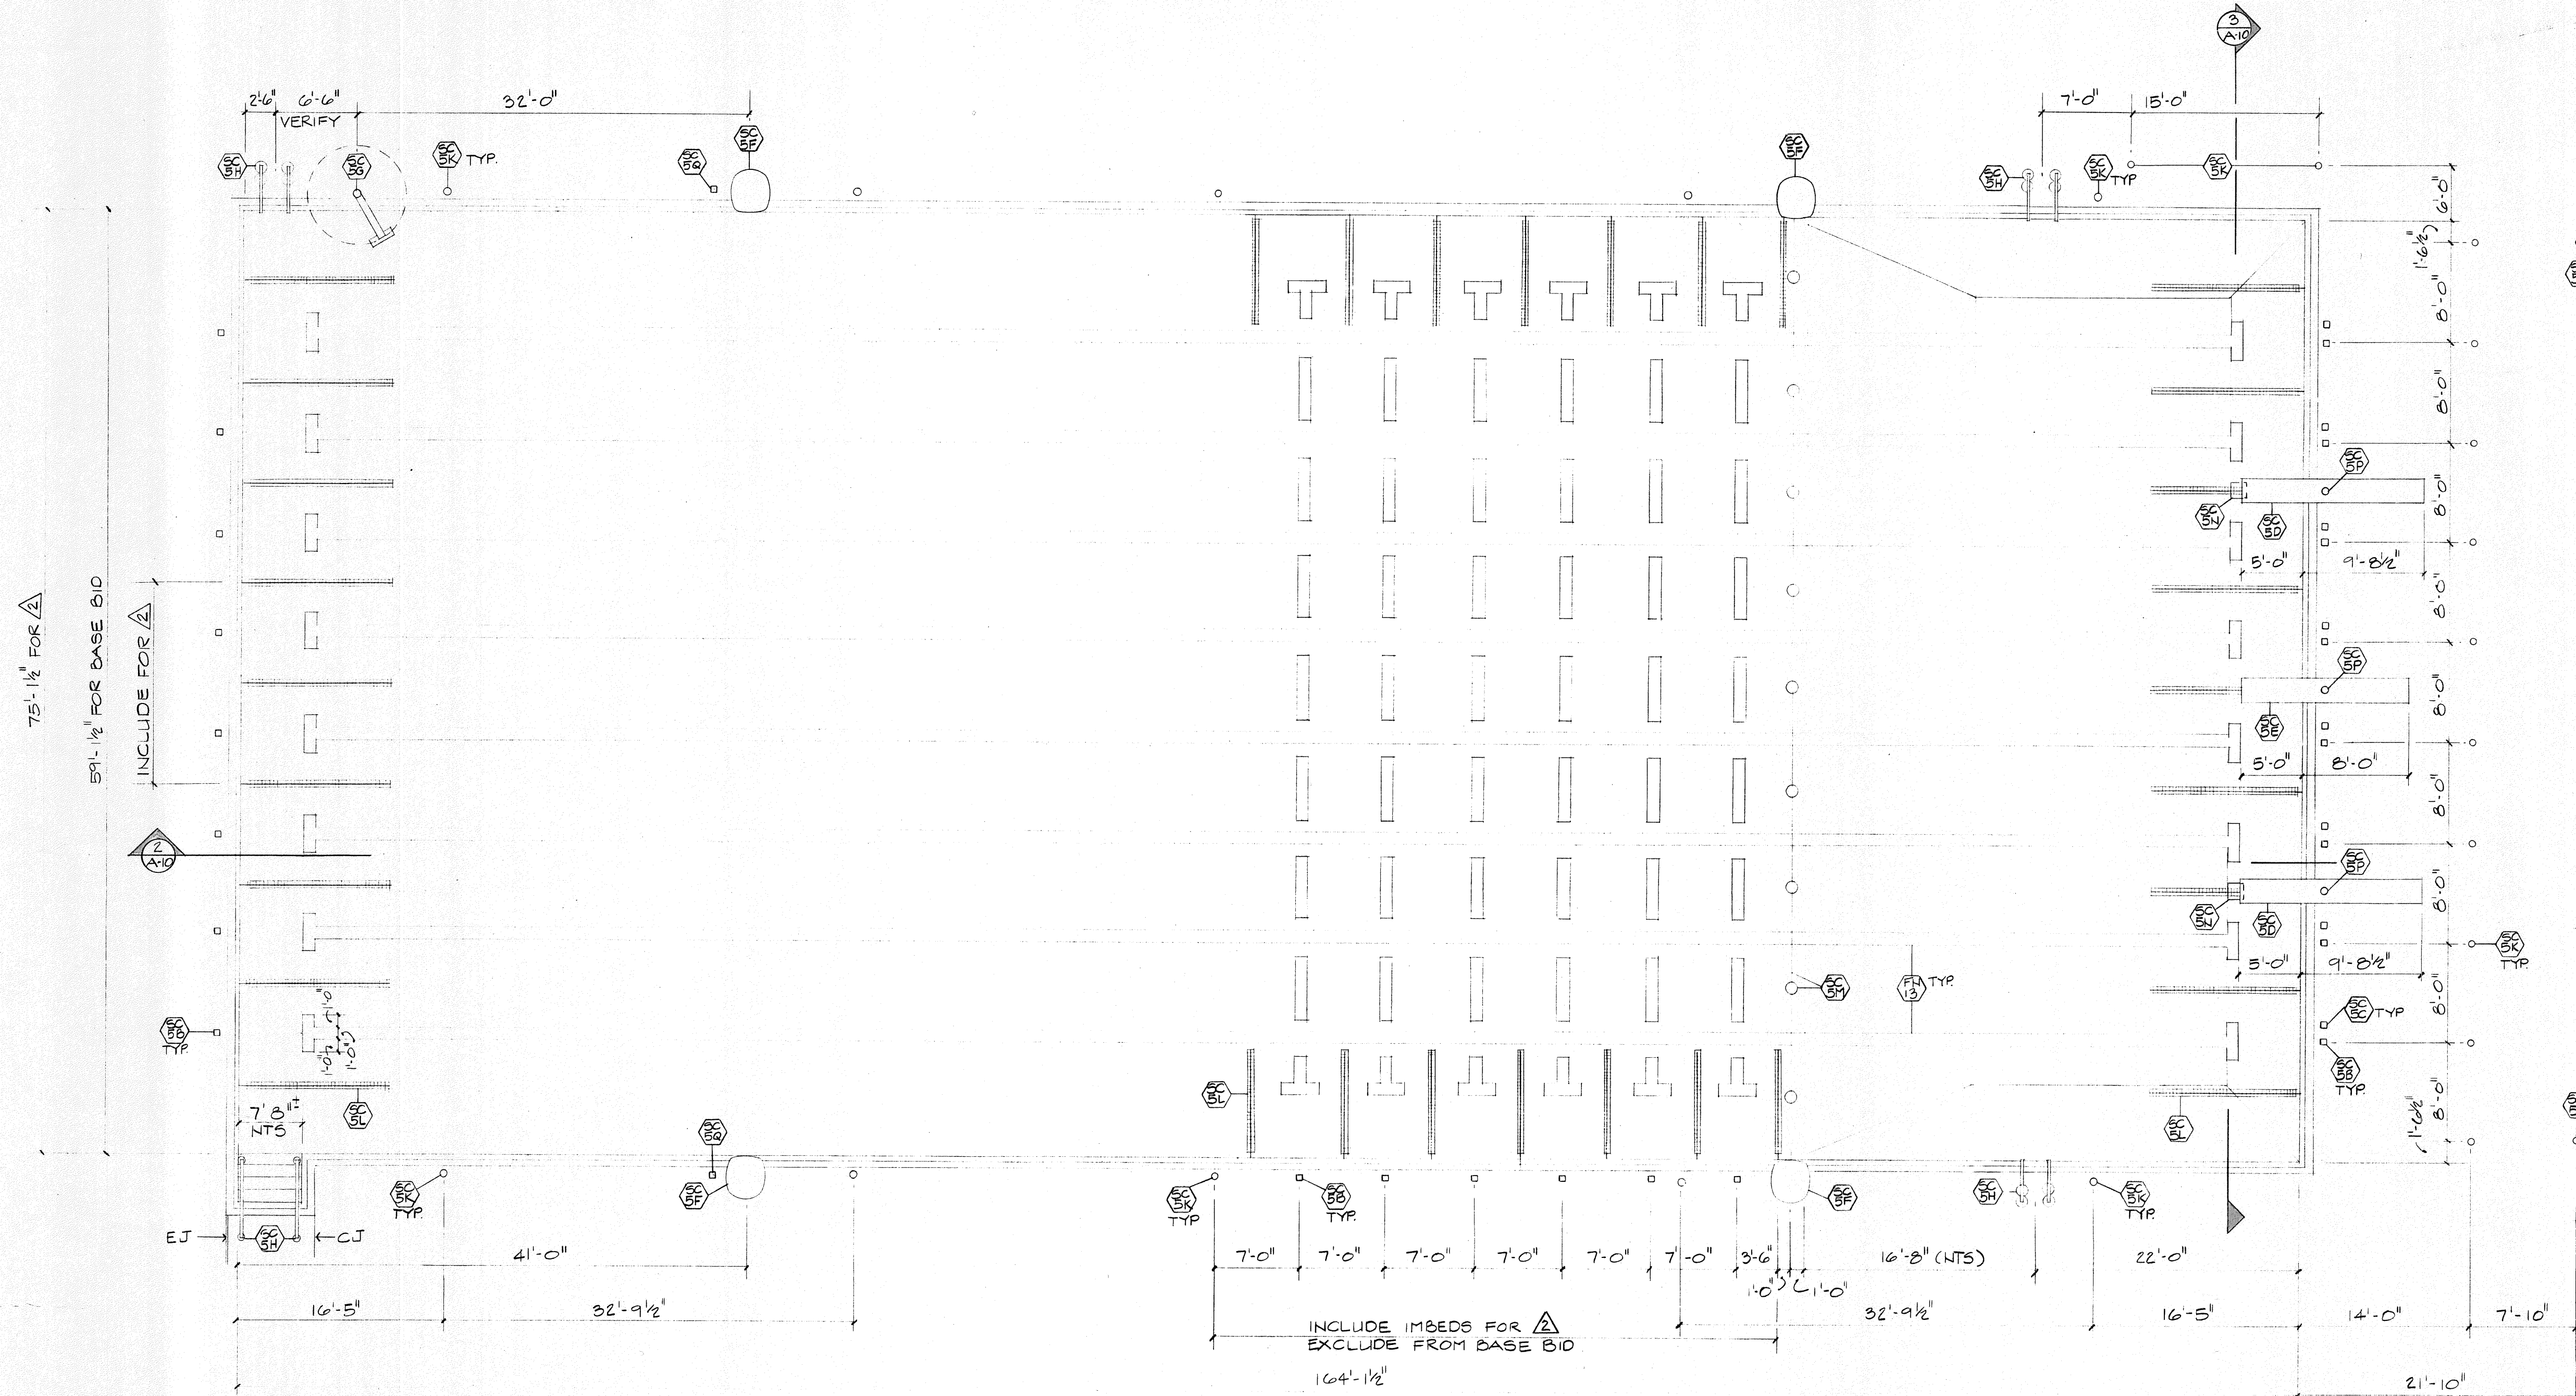 3
A-10
2'-6"
6'-6"
VERIFY
32'-0"
7'-0"
15'-0"
SC
5H
SC
5G
SC
5K
TYP.
SC
5Q
SC
5F
SC
5F
SC
5H
SC
5K
TYP
SC
5K
6'-0"
1'-6½"
8'-0"
8'-0"
SC
5P
SC
5N
SC
5D
8'-0"
5'-0"
9'-8½"
8'-0"
75'-1½" FOR 2
59'-1½" FOR BASE BID
INCLUDE FOR 2
SC
5P
SC
5E
8'-0"
5'-0"
8'-0"
8'-0"
2
A-10
SC
5P
SC
5N
SC
5D
8'-0"
5'-0"
9'-8½"
SC
5K
TYP.
SC
5M
FN
13
TYP.
8'-0"
SC
5C
TYP
SC
5B
TYP.
SC
5B
TYP.
1'-0"
1'-0"
1'-0"
SC
5L
SC
5L
SC
5L
8'-0"
1'-6½"
7'8"±
NTS
SC
5Q
SC
5K
TYP.
SC
5F
SC
5K
TYP
SC
5B
TYP.
SC
5F
SC
5H
SC
5K
TYP.
EJ
SC
5H
CJ
41'-0"
7'-0"
7'-0"
7'-0"
7'-0"
7'-0"
7'-0"
3'-6"
16'-8" (NTS)
22'-0"
1'-0"
1'-0"
16'-5"
32'-9½"
32'-9½"
16'-5"
14'-0"
7'-10"
INCLUDE IMBEDS FOR 2
EXCLUDE FROM BASE BID
164'-1½"
21'-10"